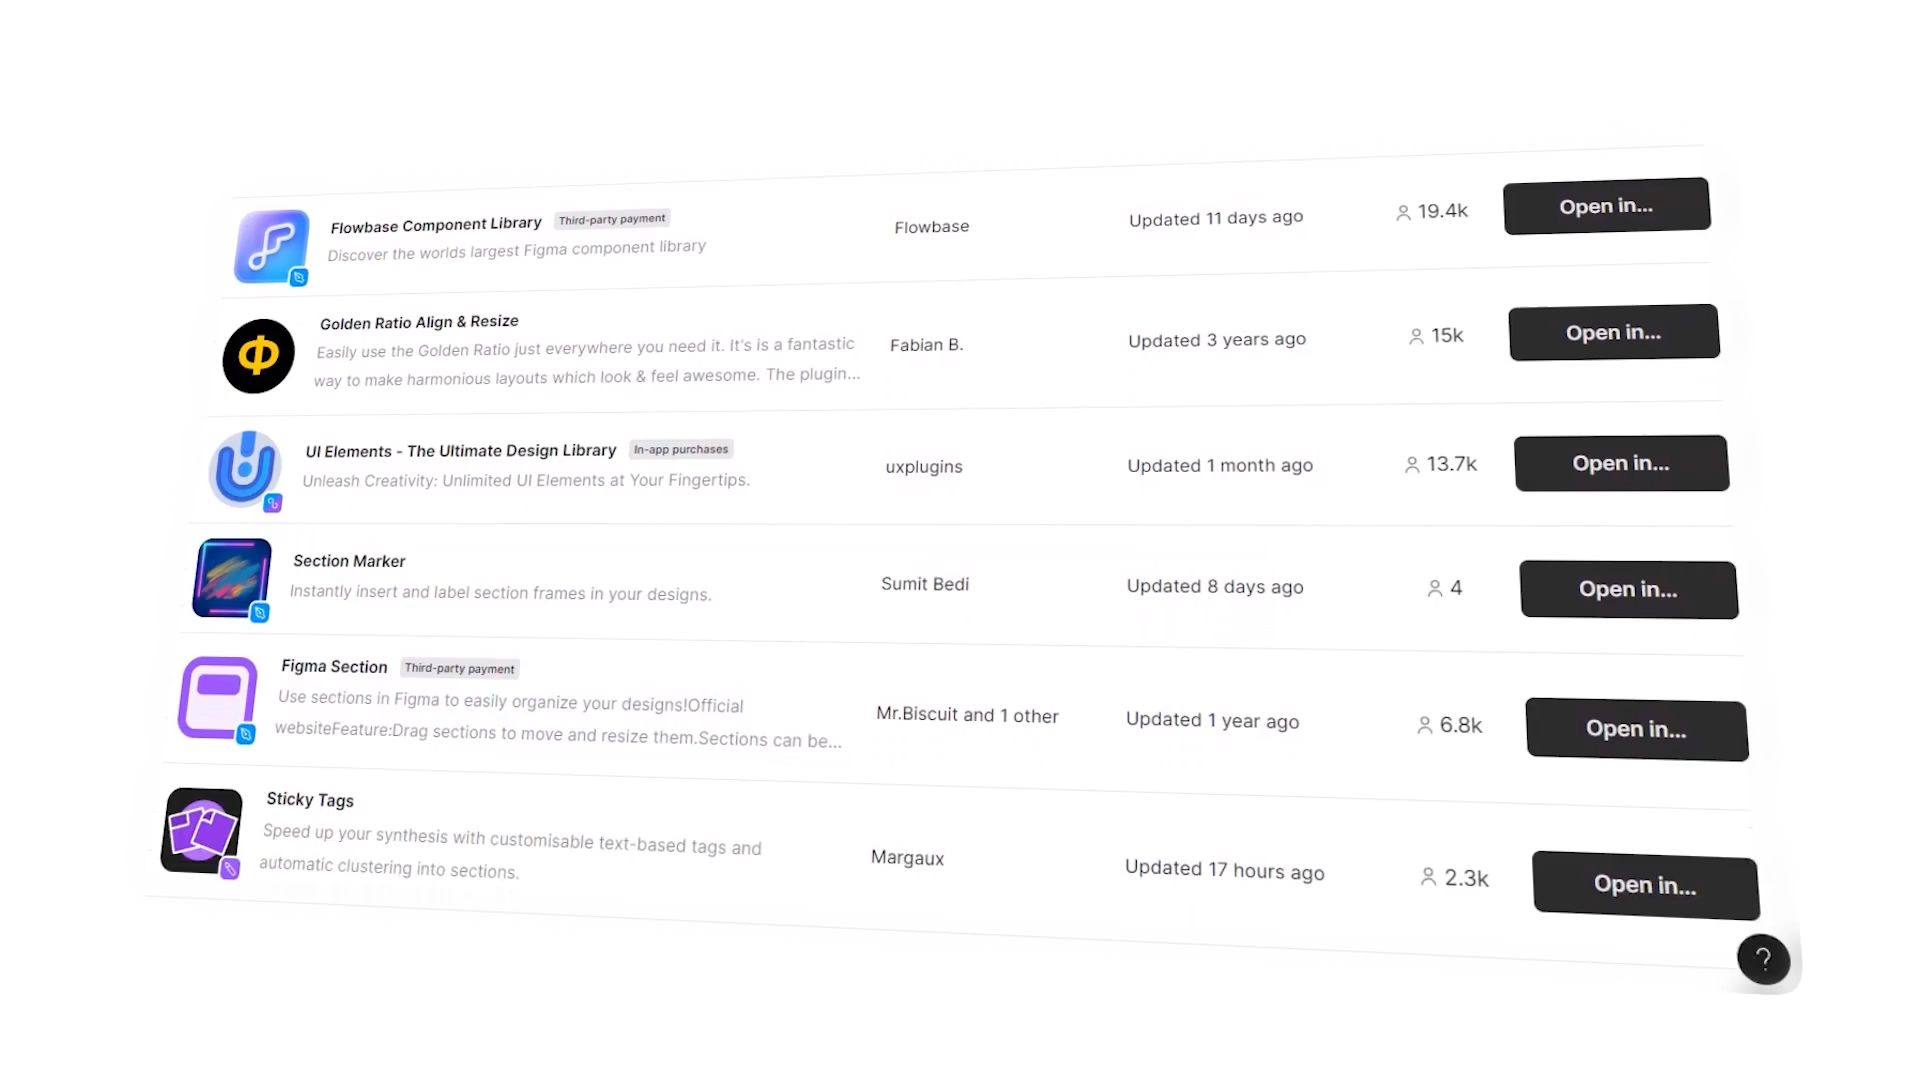 Flowbase Component Library Third-party payment
Discover the worlds largest Figma component library
Flowbase
Updated 11 days ago
19.4k
Open in...
Golden Ratio Align & Resize
Easily use the Golden Ratio just everywhere you need it. It's is a fantastic
way to make harmonious layouts which look & feel awesome. The plugin...
Fabian B.
Updated 3 years ago
15k
Open in...
UI Elements - The Ultimate Design Library In-app purchases
Unleash Creativity: Unlimited UI Elements at Your Fingertips.
uxplugins
Updated 1 month ago
13.7k
Open in...
Section Marker
Instantly insert and label section frames in your designs.
Sumit Bedi
Updated 8 days ago
4
Open in...
Figma Section Third-party payment
Use sections in Figma to easily organize your designs!Official
websiteFeature:Drag sections to move and resize them.Sections can be...
Mr.Biscuit and 1 other
Updated 1 year ago
6.8k
Open in...
Sticky Tags
Speed up your synthesis with customisable text-based tags and
automatic clustering into sections.
Margaux
Updated 17 hours ago
2.3k
Open in...
?